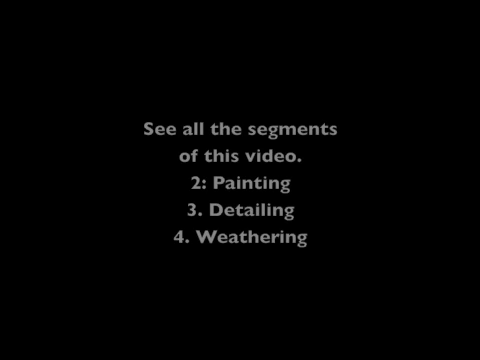 See all the segments
of this video.
2: Painting
3. Detailing
4. Weathering